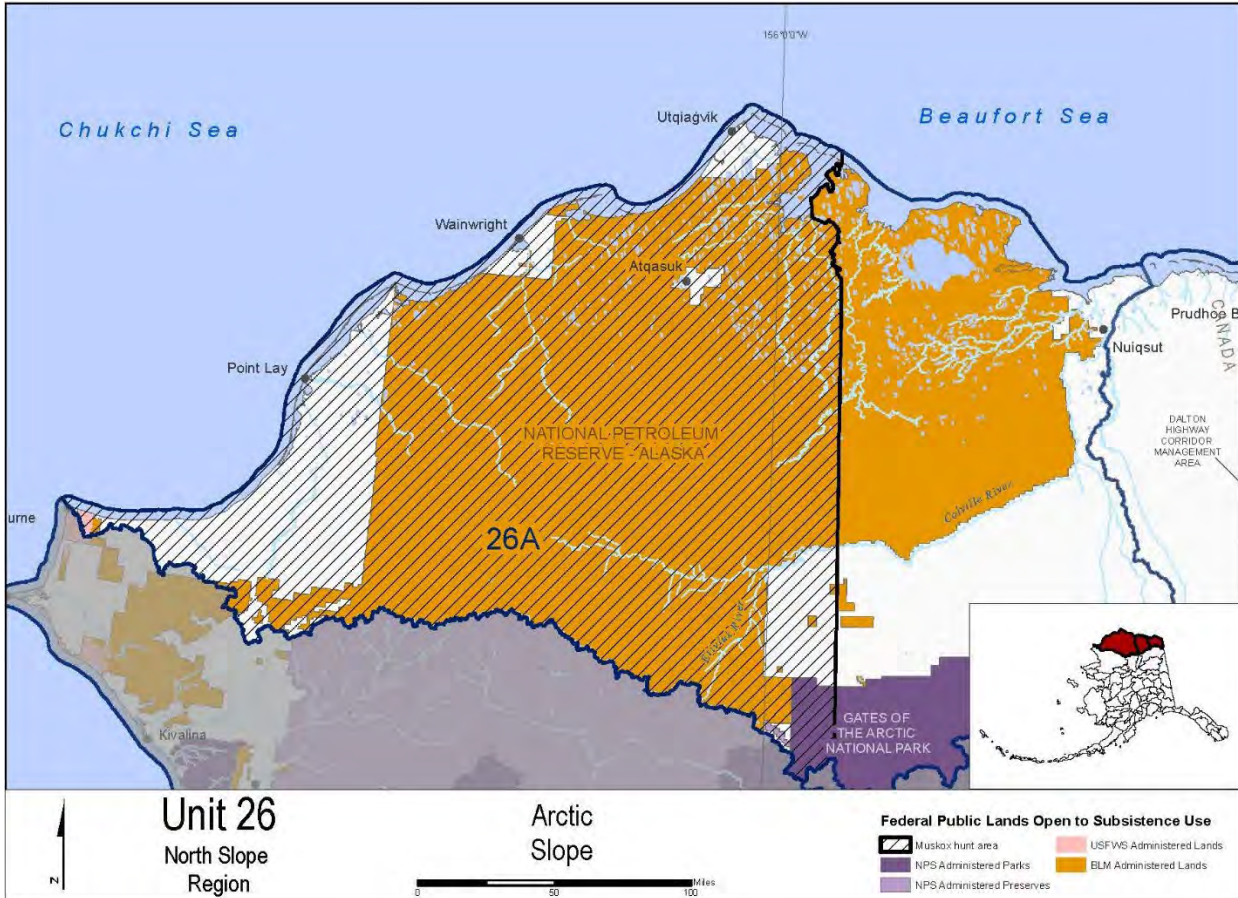 156°0'0"W
Chukchi Sea
Utqiaġvik
Beaufort Sea
Wainwright
Atqasuk
Prudhoe B
CANADA
Nuiqsut
Point Lay
DALTON
HIGHWAY
CORRIDOR
MANAGEMENT
AREA
NATIONAL PETROLEUM
RESERVE - ALASKA
Colville River
urne
26A
Etivluk River
Kivalina
GATES OF
THE ARCTIC
NATIONAL PARK
Unit 26
North Slope
Region
Arctic
Slope
N
Miles
0 50 100
Federal Public Lands Open to Subsistence Use
Muskox hunt area
NPS Administered Parks
NPS Administered Preserves
USFWS Administered Lands
BLM Administered Lands